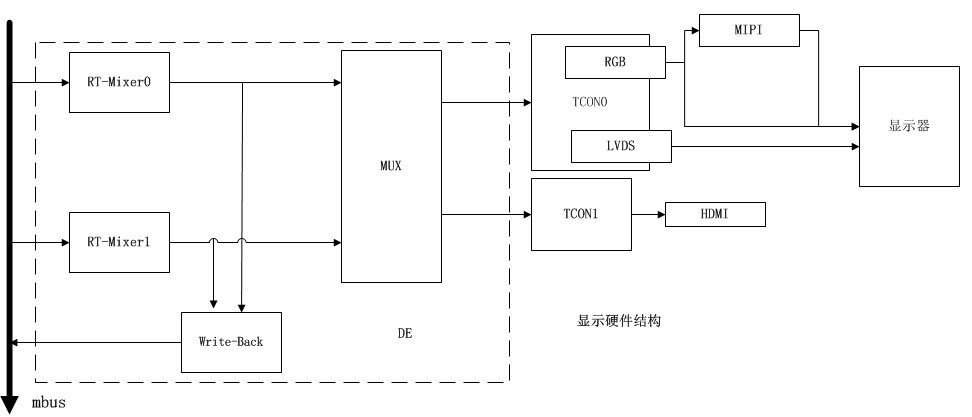 MIPI
RGB
RT-Mixer0
TCON0
显示器
LVDS
MUX
RT-Mixer1
TCON1
HDMI
显示硬件结构
DE
Write-Back
mbus